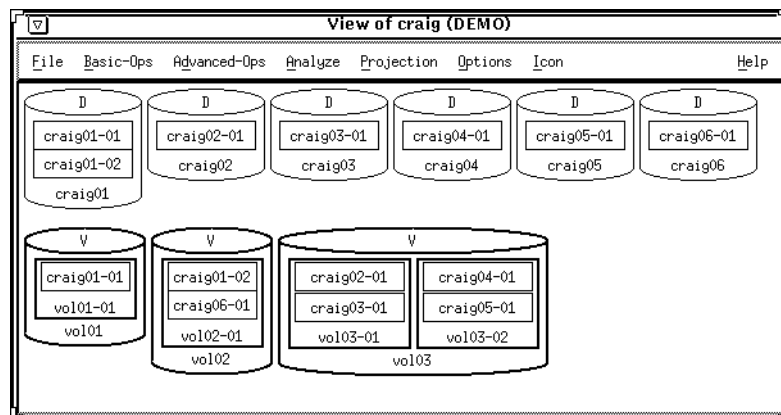 View of craig (DEMO)
File Basic-Ops Advanced-Ops Analyze Projection Options Icon Help
D D D D D D
craig01-01 craig02-01 craig03-01 craig04-01 craig05-01 craig06-01
craig01-02 craig02 craig03 craig04 craig05 craig06
craig01
V V V
craig01-01 craig01-02 craig02-01 craig04-01
vol01-01 craig06-01 craig03-01 craig05-01
vol01 vol02-01 vol03-01 vol03-02
vol02 vol03